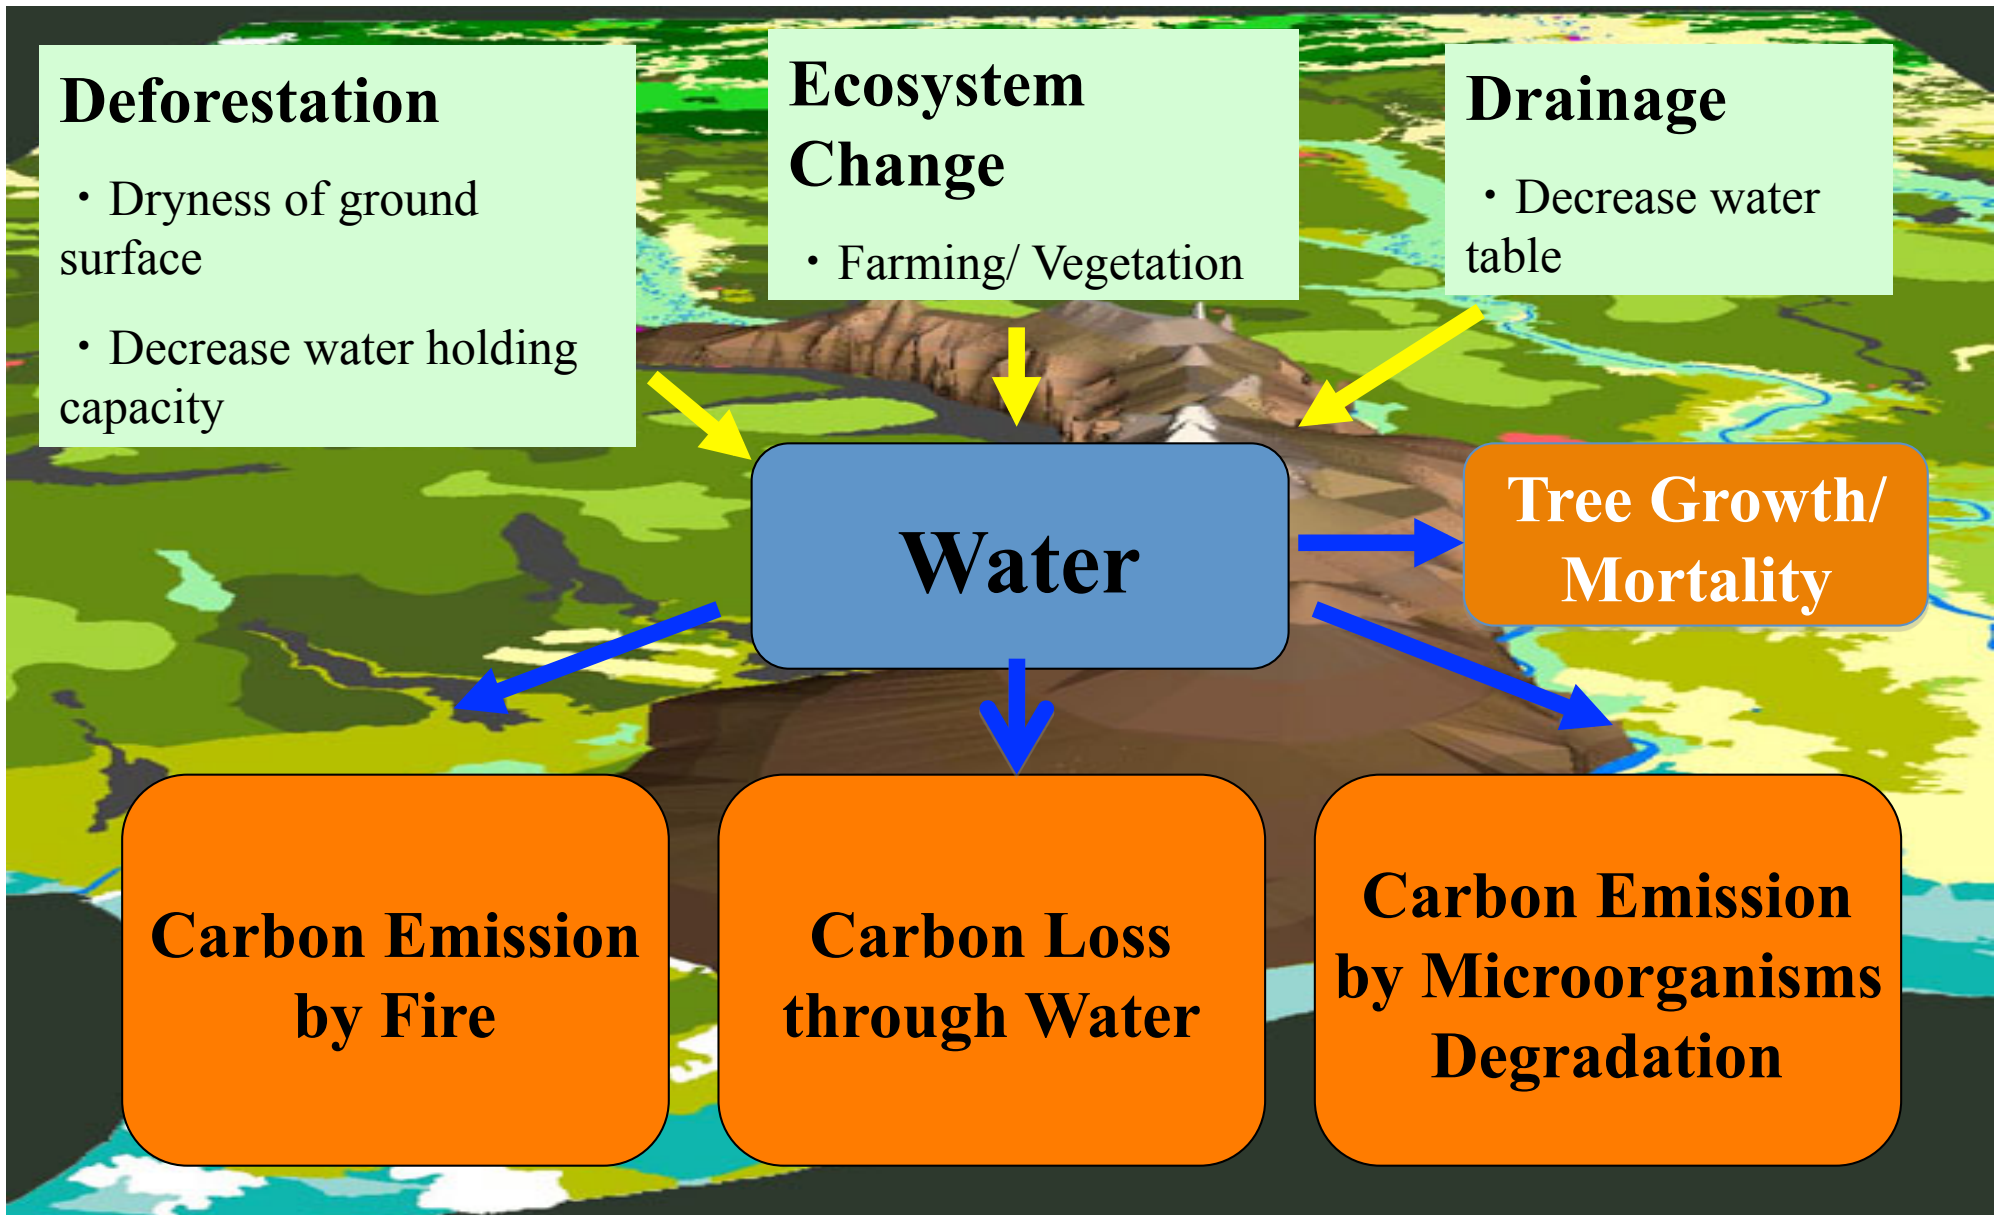 Deforestation
・Dryness of ground
surface
・Decrease water holding
capacity
Ecosystem
Change
・Farming/ Vegetation
Drainage
・Decrease water
table
Water
Tree Growth/
Mortality
Carbon Emission
by Fire
Carbon Loss
through Water
Carbon Emission
by Microorganisms
Degradation